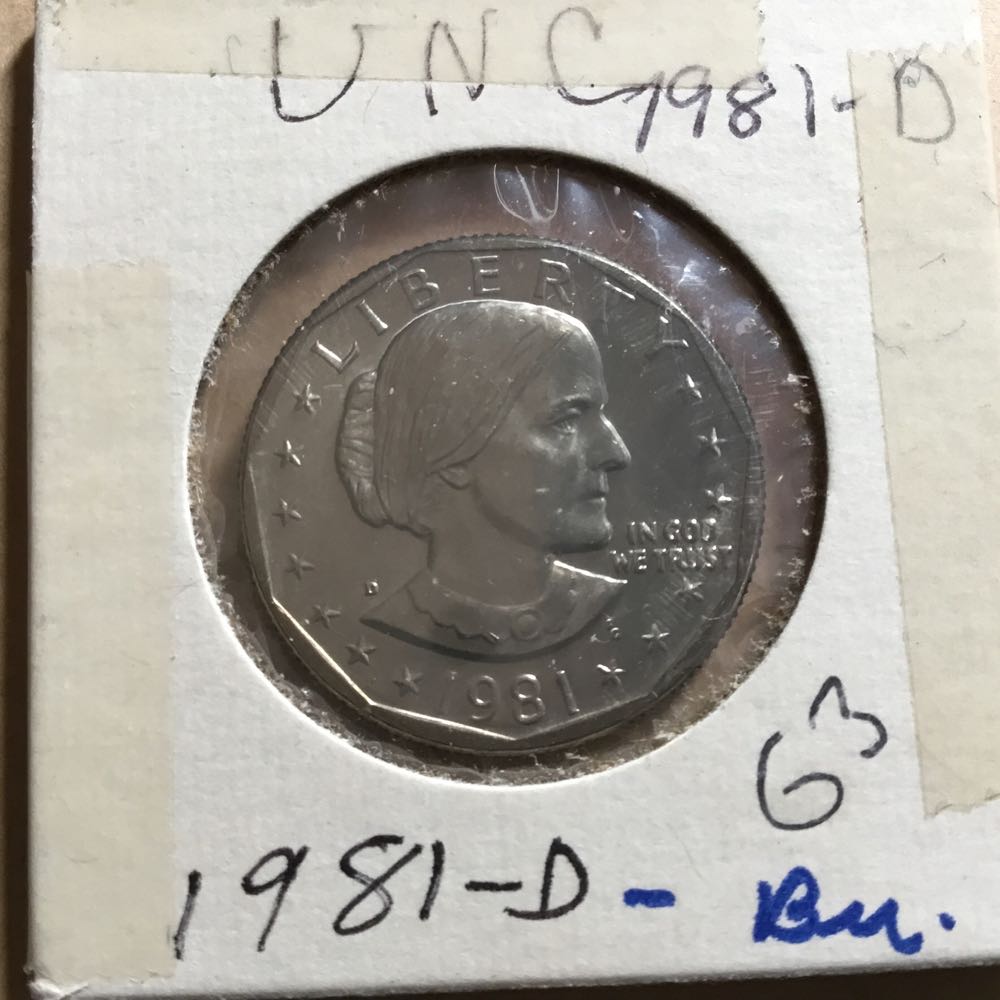 UNC 1981-D
LIBERTY
IN GOD
WE TRUST
D
1981
63
1981-D - Bu.